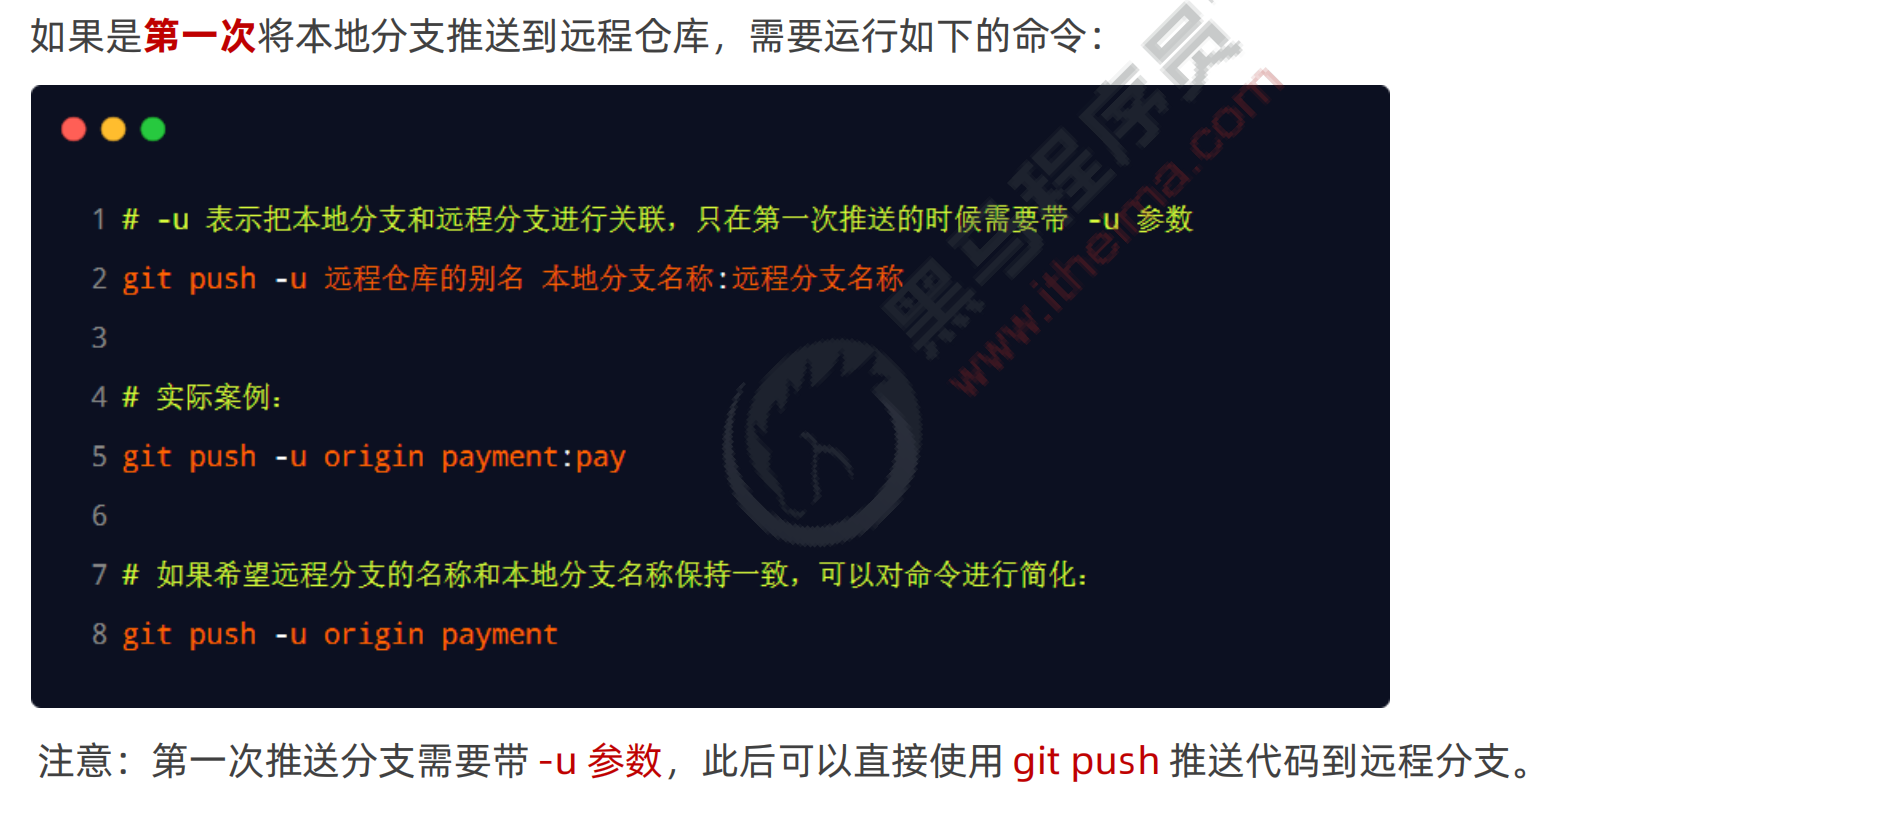 如果是第一次将本地分支推送到远程仓库，需要运行如下的命令：
1 # -u 表示把本地分支和远程分支进行关联，只在第一次推送的时候需要带 -u 参数
2 git push -u 远程仓库的别名 本地分支名称:远程分支名称
3
4 # 实际案例：
5 git push -u origin payment:pay
6
7 # 如果希望远程分支的名称和本地分支名称保持一致，可以对命令进行简化：
8 git push -u origin payment
注意：第一次推送分支需要带 -u 参数，此后可以直接使用 git push 推送代码到远程分支。
黑马程序员
www.itheima.com